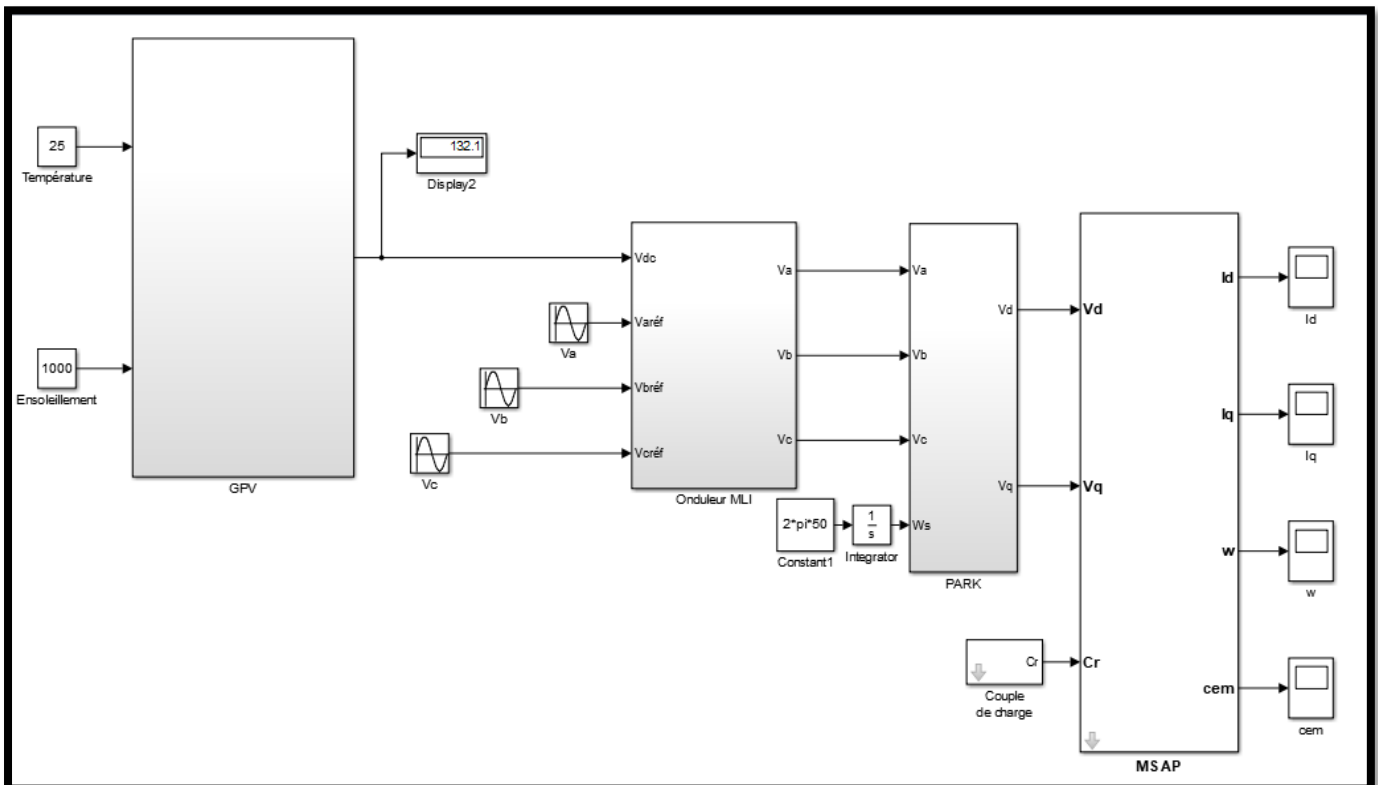 25
Température
1000
Ensoleillement
GPV
132.1
Display2
Va
Vb
Vc
Vdc
Varéf
Vbréf
Vcréf
Va
Vb
Vc
Onduleur MLI
2*pi*50
Constant1
1
s
Integrator
Va
Vb
Vc
Ws
Vd
Vq
PARK
Cr
Couple
de charge
Vd
Vq
Cr
Id
Iq
w
cem
MSAP
Id
Iq
w
cem